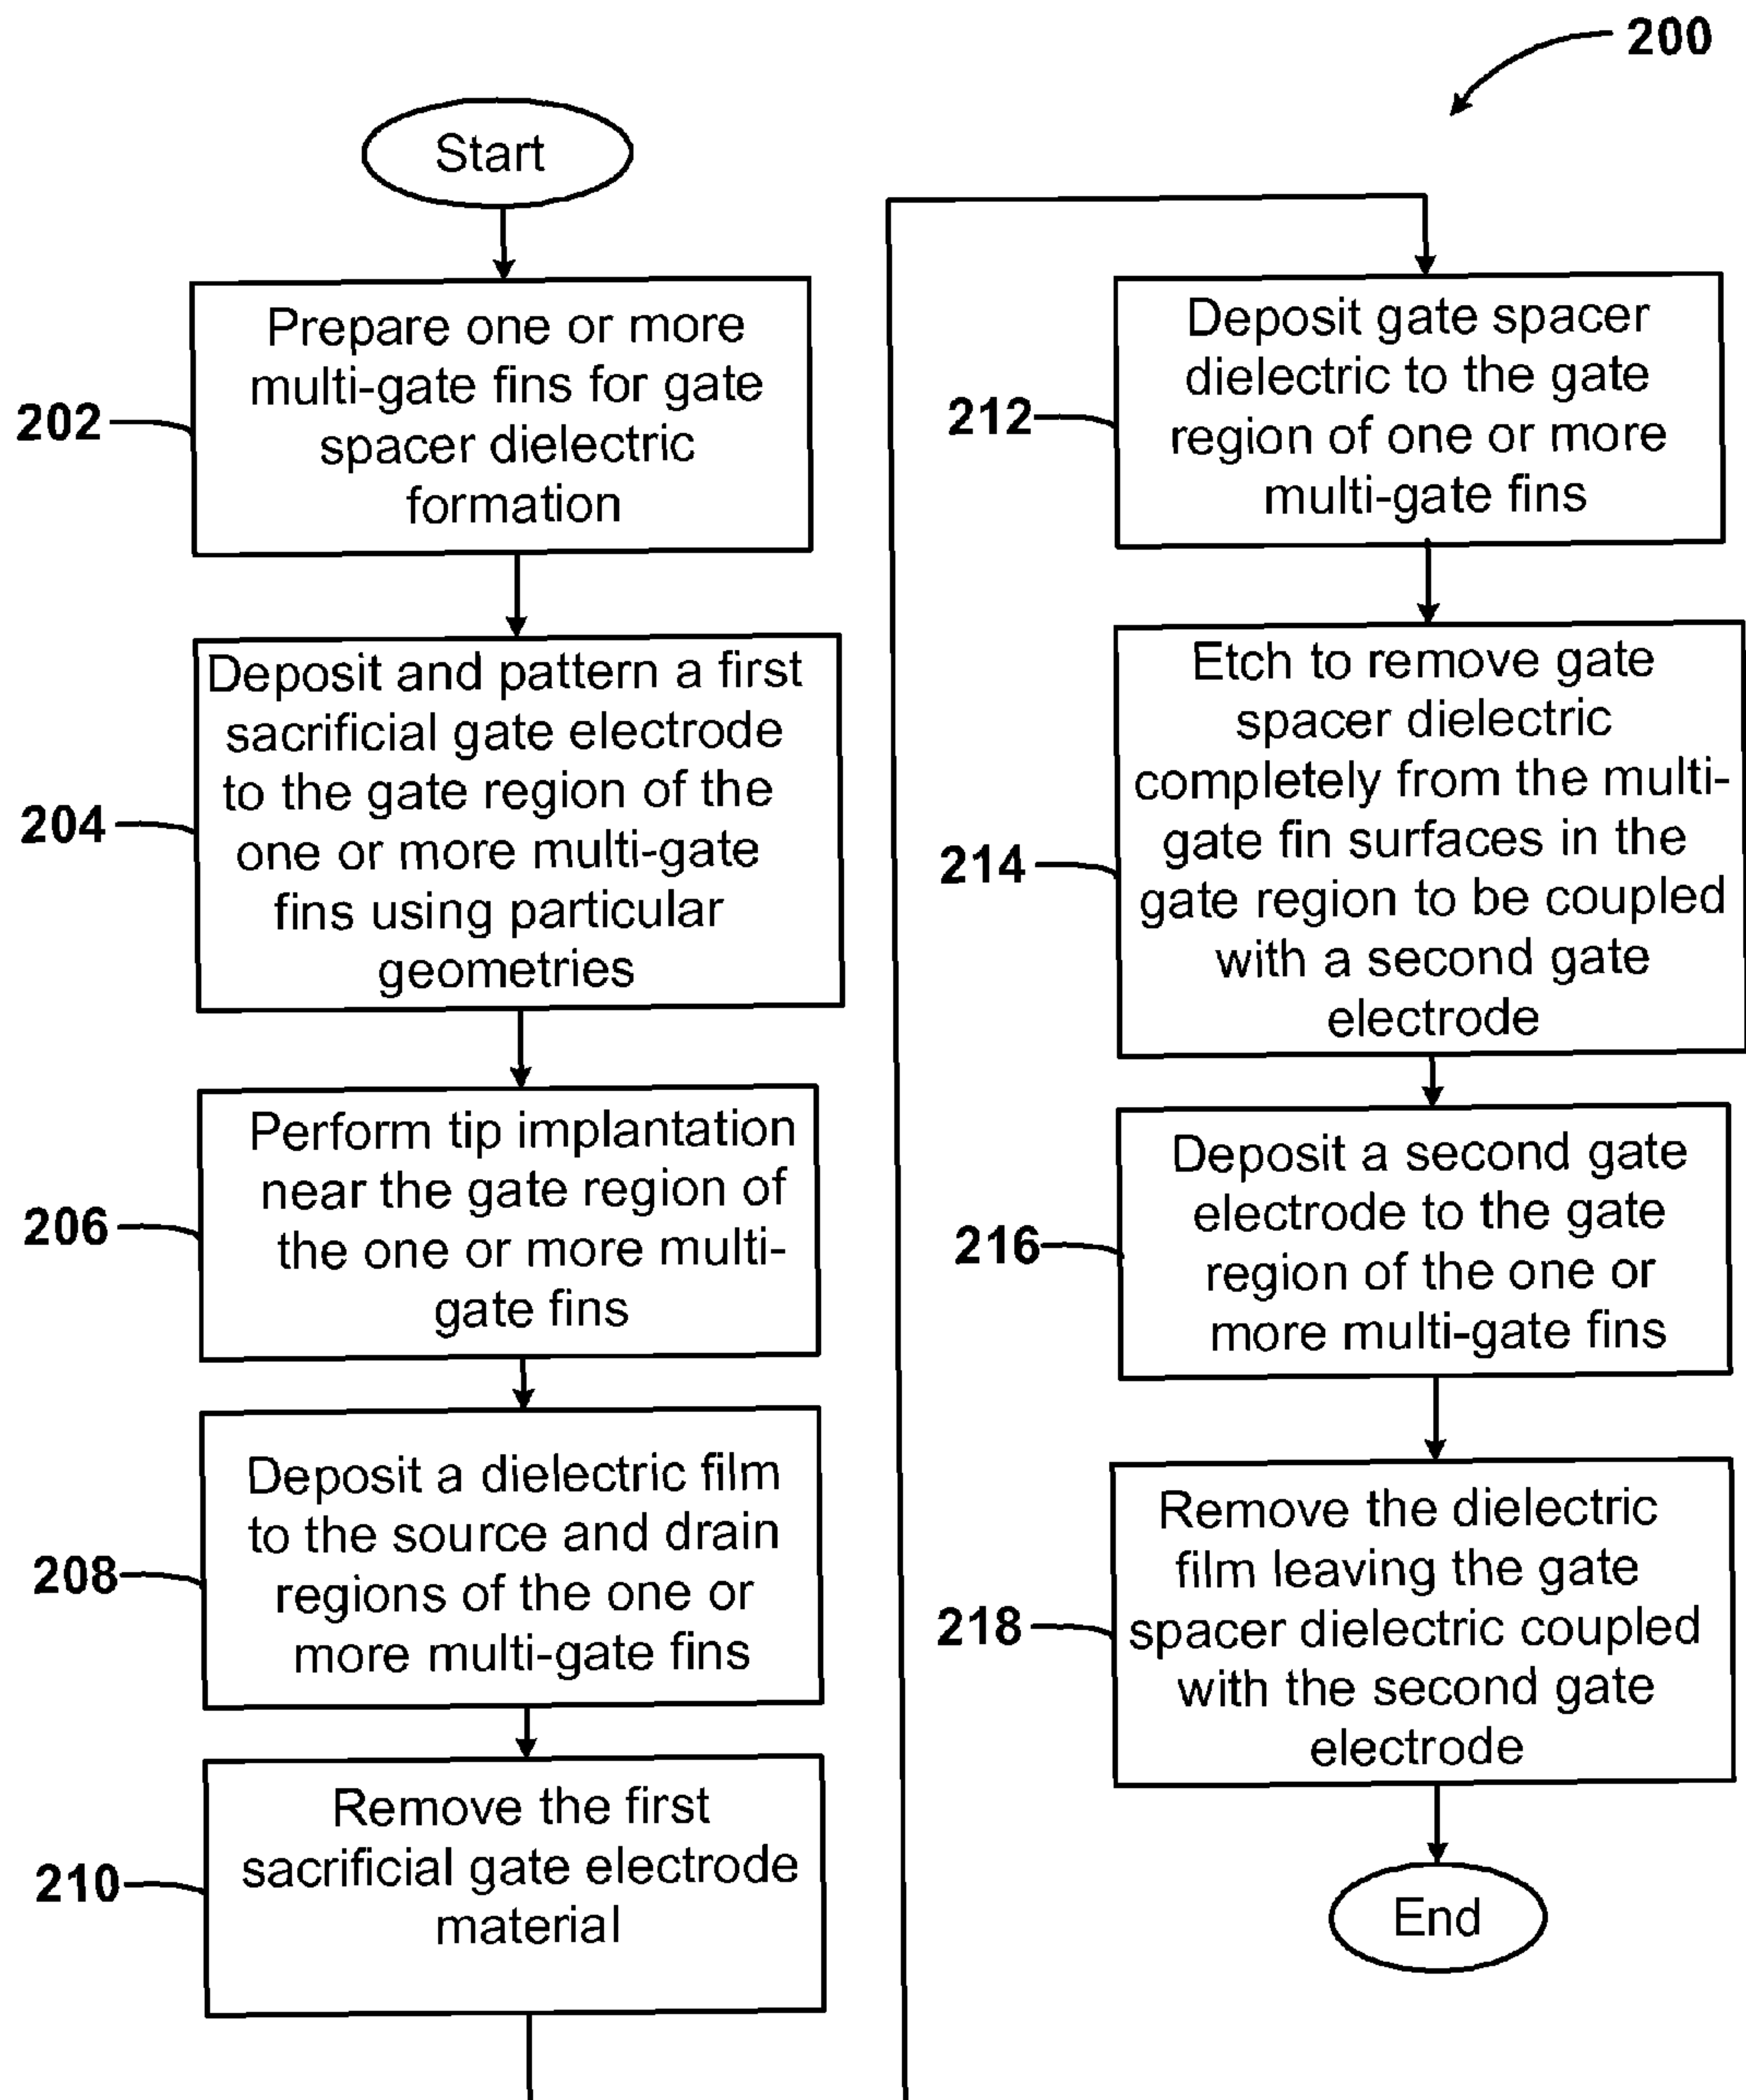 200
Start
202
Prepare one or more
multi-gate fins for gate
spacer dielectric
formation
204
Deposit and pattern a first
sacrificial gate electrode
to the gate region of the
one or more multi-gate
fins using particular
geometries
206
Perform tip implantation
near the gate region of
the one or more multi-
gate fins
208
Deposit a dielectric film
to the source and drain
regions of the one or
more multi-gate fins
210
Remove the first
sacrificial gate electrode
material
212
Deposit gate spacer
dielectric to the gate
region of one or more
multi-gate fins
214
Etch to remove gate
spacer dielectric
completely from the multi-
gate fin surfaces in the
gate region to be coupled
with a second gate
electrode
216
Deposit a second gate
electrode to the gate
region of the one or
more multi-gate fins
218
Remove the dielectric
film leaving the gate
spacer dielectric coupled
with the second gate
electrode
End